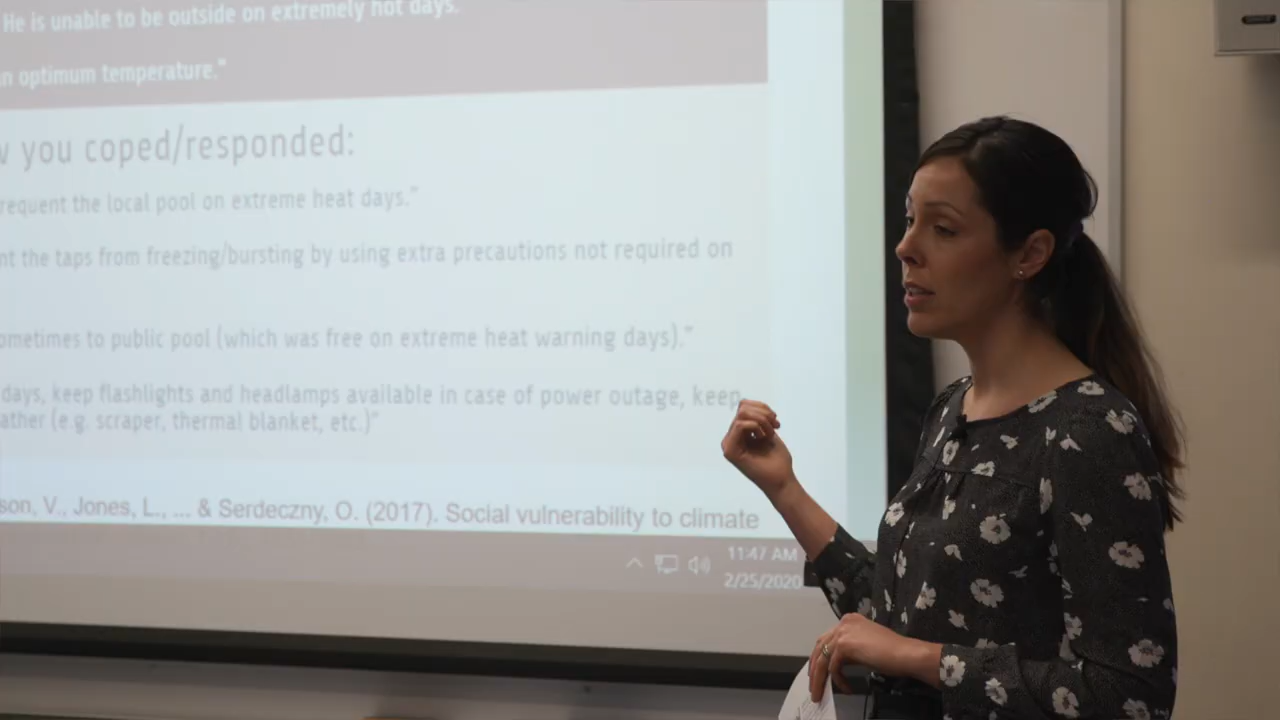 He is unable to be outside on extremely hot days.
an optimum temperature."
w you coped/responded:
requent the local pool on extreme heat days."
nt the taps from freezing/bursting by using extra precautions not required on
ometimes to public pool (which was free on extreme heat warning days)."
days, keep flashlights and headlamps available in case of power outage, keep
ather (e.g. scraper, thermal blanket, etc.)"
son, V., Jones, L., ... & Serdeczny, O. (2017). Social vulnerability to climate
11:47 AM
2/25/2020